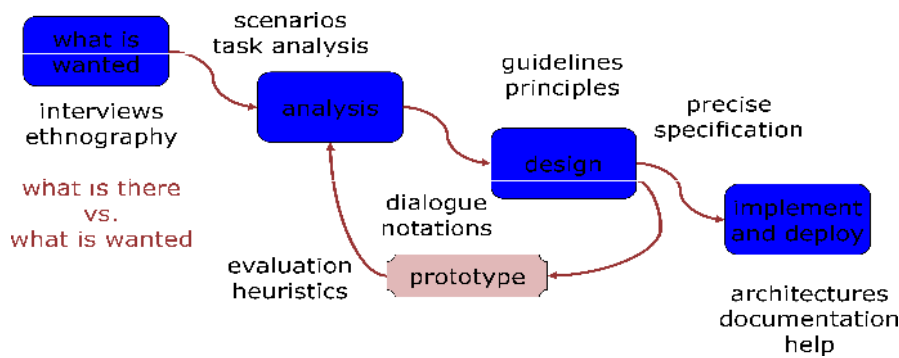 what is
wanted
scenarios
task analysis
interviews
ethnography
what is there
vs.
what is wanted
analysis
guidelines
principles
precise
specification
design
dialogue
notations
evaluation
heuristics
prototype
implement
and deploy
architectures
documentation
help